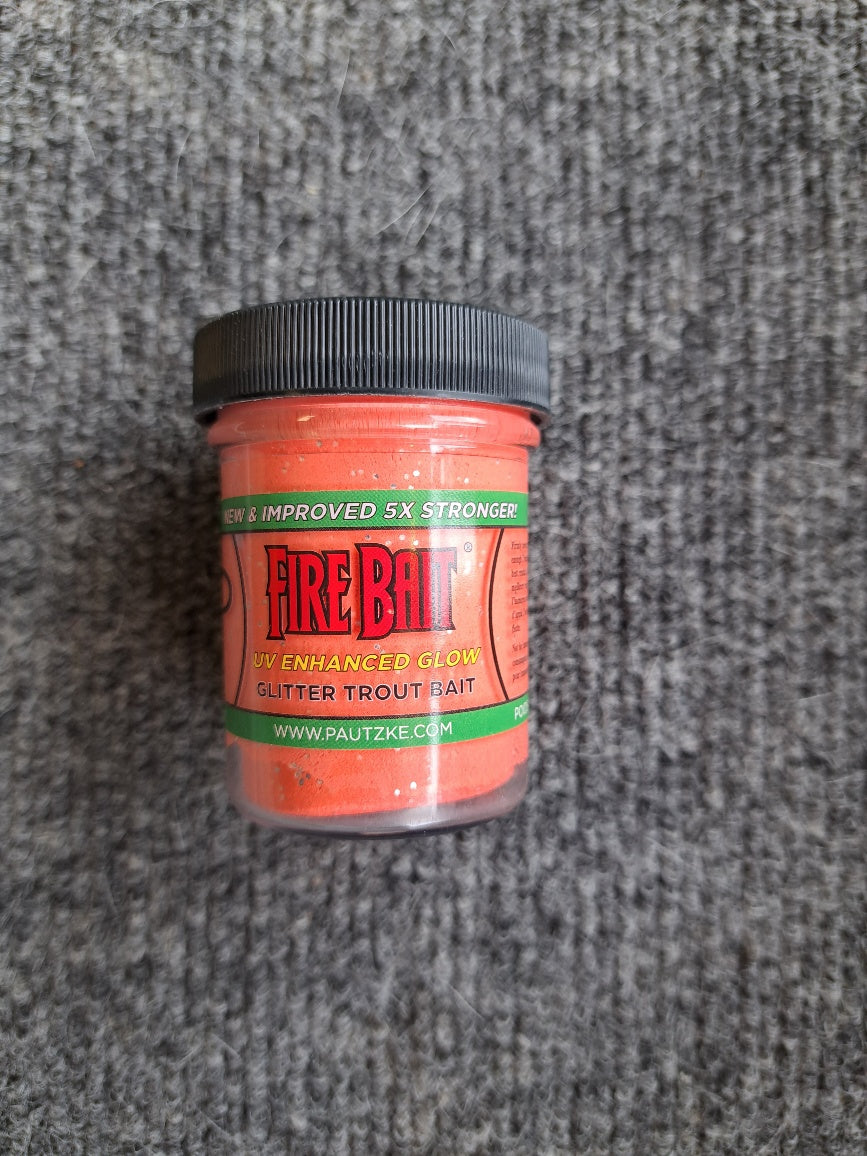 NEW & IMPROVED 5X STRONGER!
FIRE BAIT®
UV ENHANCED GLOW
GLITTER TROUT BAIT
WWW.PAUTZKE.COM